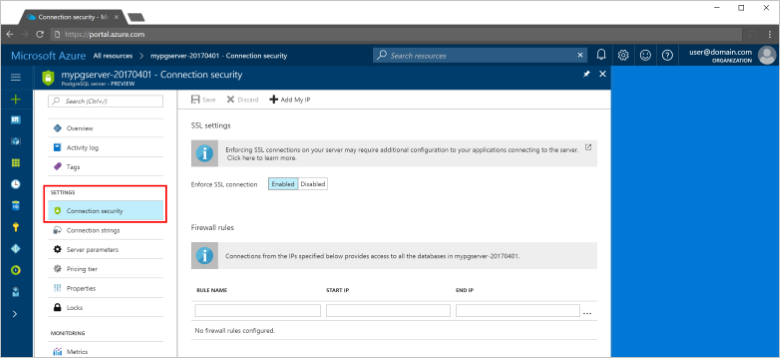 Connection security - Mi
https://portal.azure.com
Microsoft Azure All resources > mypgserver-20170401 - Connection security
Search resources
user@domain.com
ORGANIZATION
mypgserver-20170401 - Connection security
PostgreSQL server - PREVIEW
Search (Ctrl+/)
Save Discard Add My IP
Overview
Activity log
Tags
SETTINGS
Connection security
Connection strings
Server parameters
Pricing tier
Properties
Locks
MONITORING
Metrics
SSL settings
Enforcing SSL connections on your server may require additional configuration to your applications connecting to the server.
Click here to learn more.
Enforce SSL connection Enabled Disabled
Firewall rules
Connections from the IPs specified below provides access to all the databases in mypgserver-20170401.
RULE NAME START IP END IP
...
No firewall rules configured.